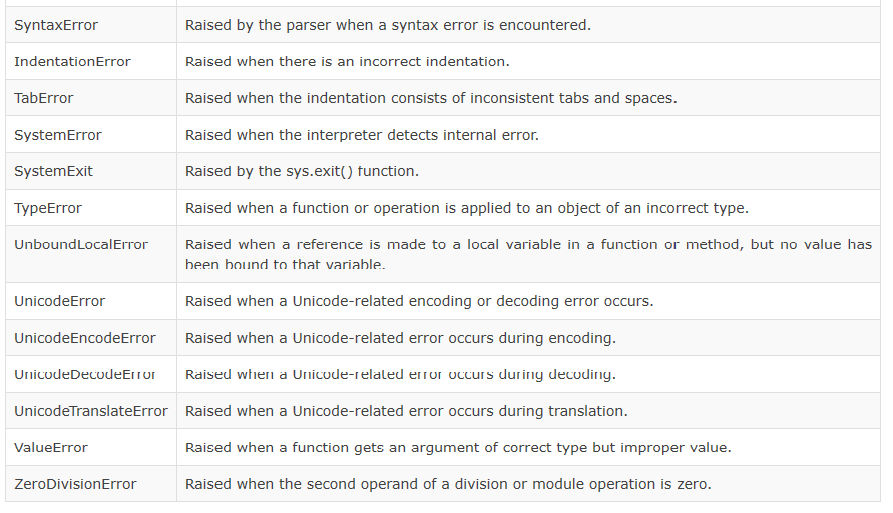 SyntaxError Raised by the parser when a syntax error is encountered.
IndentationError Raised when there is an incorrect indentation.
TabError Raised when the indentation consists of inconsistent tabs and spaces.
SystemError Raised when the interpreter detects internal error.
SystemExit Raised by the sys.exit() function.
TypeError Raised when a function or operation is applied to an object of an incorrect type.
UnboundLocalError Raised when a reference is made to a local variable in a function or method, but no value has
been bound to that variable.
UnicodeError Raised when a Unicode-related encoding or decoding error occurs.
UnicodeEncodeError Raised when a Unicode-related error occurs during encoding.
UnicodeDecodeError Raised when a Unicode-related error occurs during decoding.
UnicodeTranslateError Raised when a Unicode-related error occurs during translation.
ValueError Raised when a function gets an argument of correct type but improper value.
ZeroDivisionError Raised when the second operand of a division or module operation is zero.